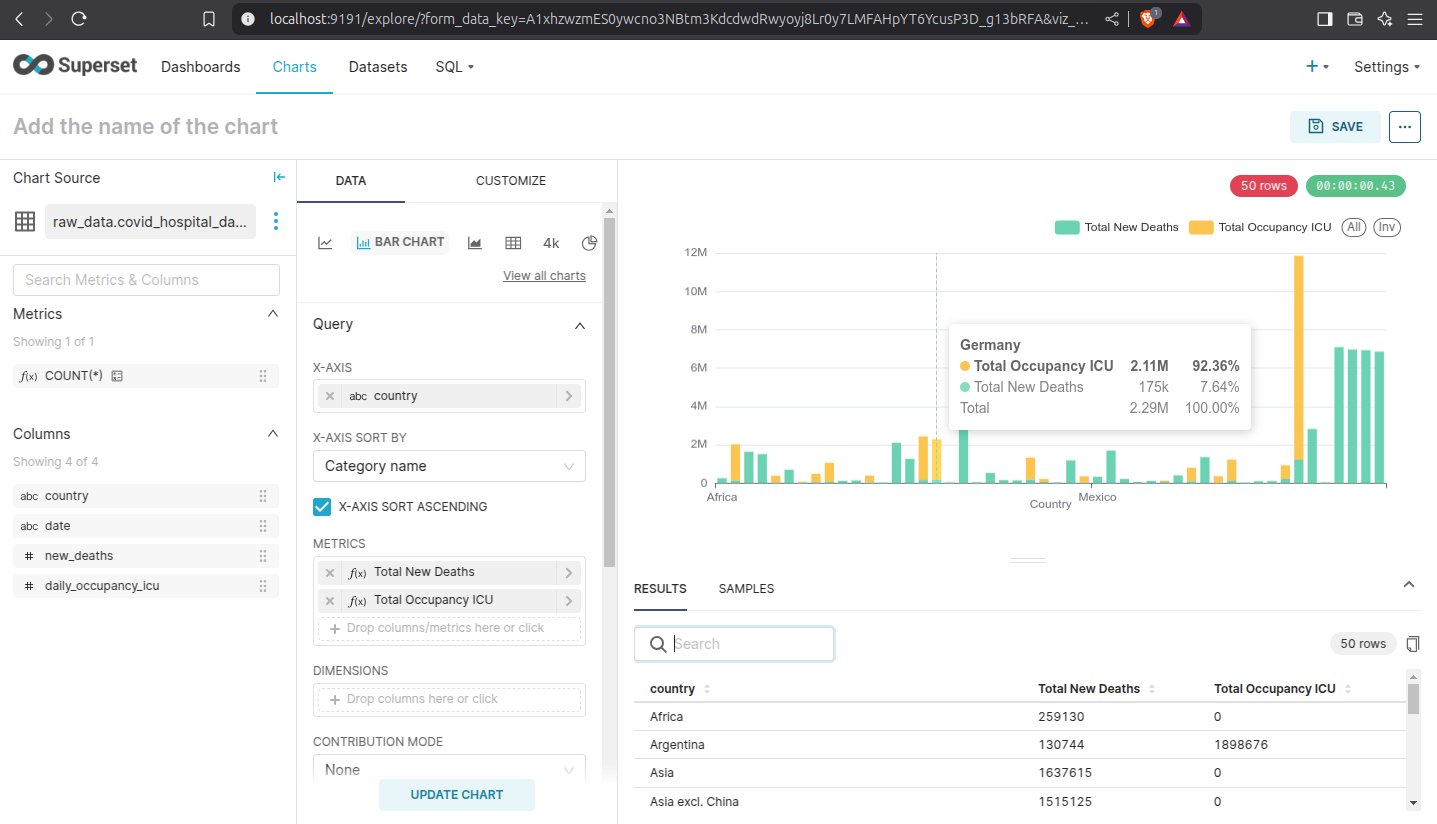 localhost:9191/explore/?form_data_key=A1xhzwzmES0ywcno3NBtm3KdcdwdRwyoyj8Lr0y7LMFAHpYT6YcusP3D_g13bRFA&viz_...
1
Superset Dashboards Charts Datasets SQL
+ Settings
Add the name of the chart
SAVE ...
Chart Source
raw_data.covid_hospital_da...
Search Metrics & Columns
Metrics
Showing 1 of 1
f(x) COUNT(*)
Columns
Showing 4 of 4
abc country
abc date
# new_deaths
# daily_occupancy_icu
DATA CUSTOMIZE
BAR CHART 4k
View all charts
Query
X-AXIS
abc country
X-AXIS SORT BY
Category name
X-AXIS SORT ASCENDING
METRICS
f(x) Total New Deaths
f(x) Total Occupancy ICU
+ Drop columns/metrics here or click
DIMENSIONS
+ Drop columns here or click
CONTRIBUTION MODE
None
UPDATE CHART
50 rows 00:00:00.43
Total New Deaths Total Occupancy ICU All Inv
12M
10M
8M
6M
4M
2M
0
Germany
Total Occupancy ICU 2.11M 92.36%
Total New Deaths 175k 7.64%
Total 2.29M 100.00%
Africa Mexico
Country
RESULTS SAMPLES
Search
50 rows
country Total New Deaths Total Occupancy ICU
Africa 259130 0
Argentina 130744 1898676
Asia 1637615 0
Asia excl. China 1515125 0